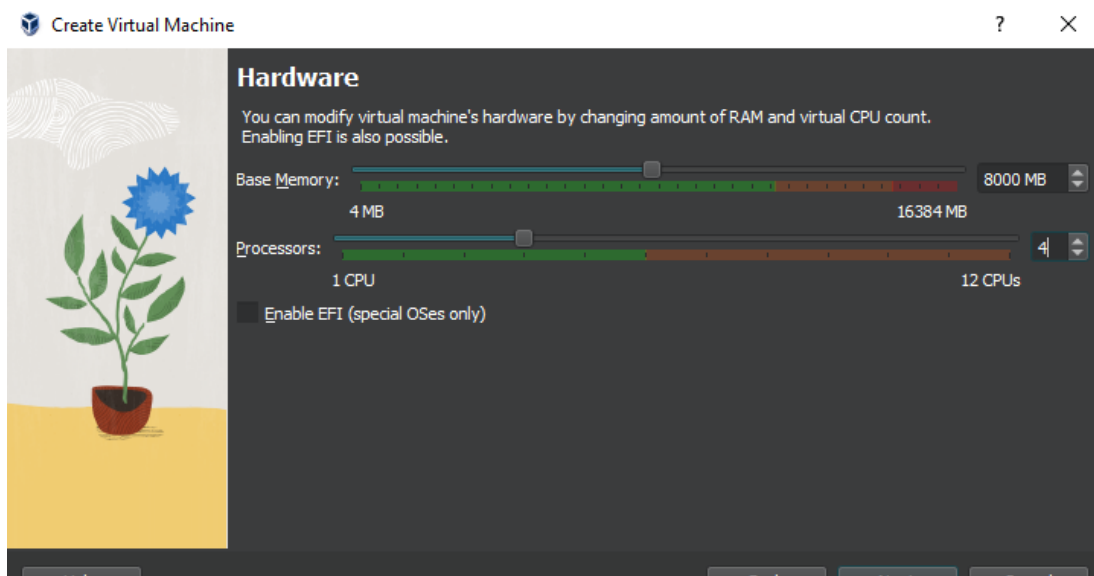 Create Virtual Machine ?
Hardware
You can modify virtual machine's hardware by changing amount of RAM and virtual CPU count.
Enabling EFI is also possible.
Base Memory: 8000 MB
4 MB 16384 MB
Processors: 4
1 CPU 12 CPUs
Enable EFI (special OSes only)